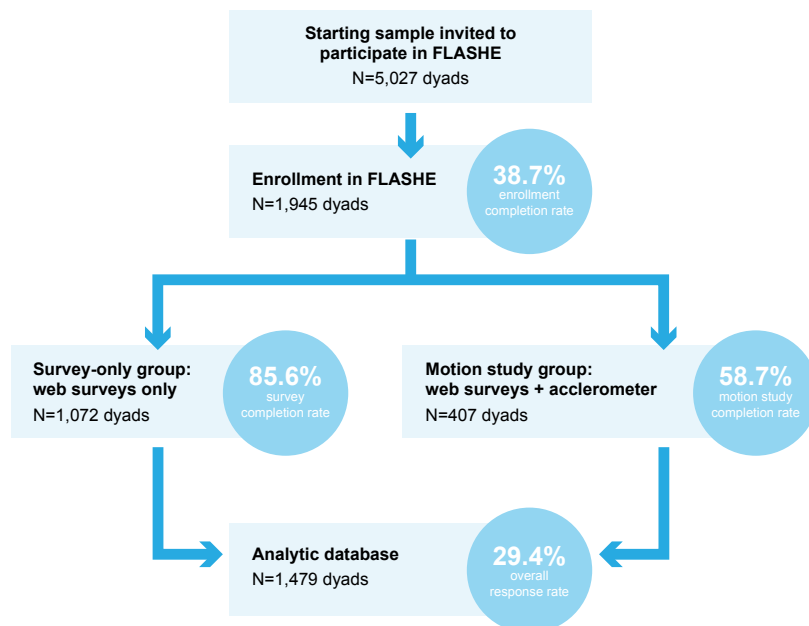 Starting sample invited to
participate in FLASHE
N=5,027 dyads
Enrollment in FLASHE
N=1,945 dyads
38.7%
enrollment
completion rate
Survey-only group:
web surveys only
N=1,072 dyads
85.6%
survey
completion rate
Motion study group:
web surveys + acclerometer
N=407 dyads
58.7%
motion study
completion rate
Analytic database
N=1,479 dyads
29.4%
overall
response rate